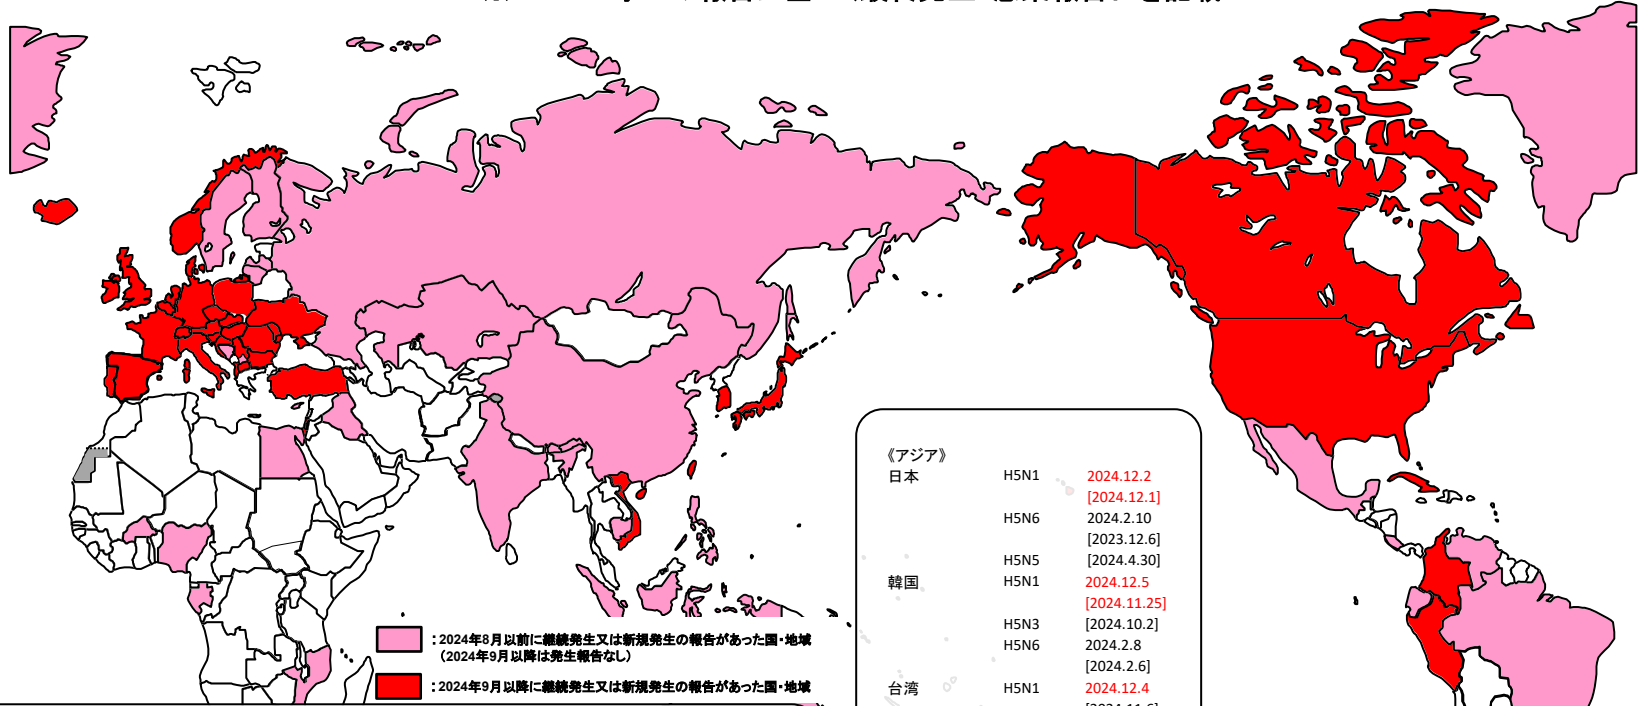 《アジア》
日本 H5N1 2024.12.2
[2024.12.1]
H5N6 2024.2.10
[2023.12.6]
H5N5 [2024.4.30]
韓国 H5N1 2024.12.5
[2024.11.25]
H5N3 [2024.10.2]
H5N6 2024.2.8
[2024.2.6]
台湾 H5N1 2024.12.4
：2024年8月以前に継続発生又は新規発生の報告があった国・地域
（2024年9月以降は発生報告なし）
：2024年9月以降に継続発生又は新規発生の報告があった国・地域